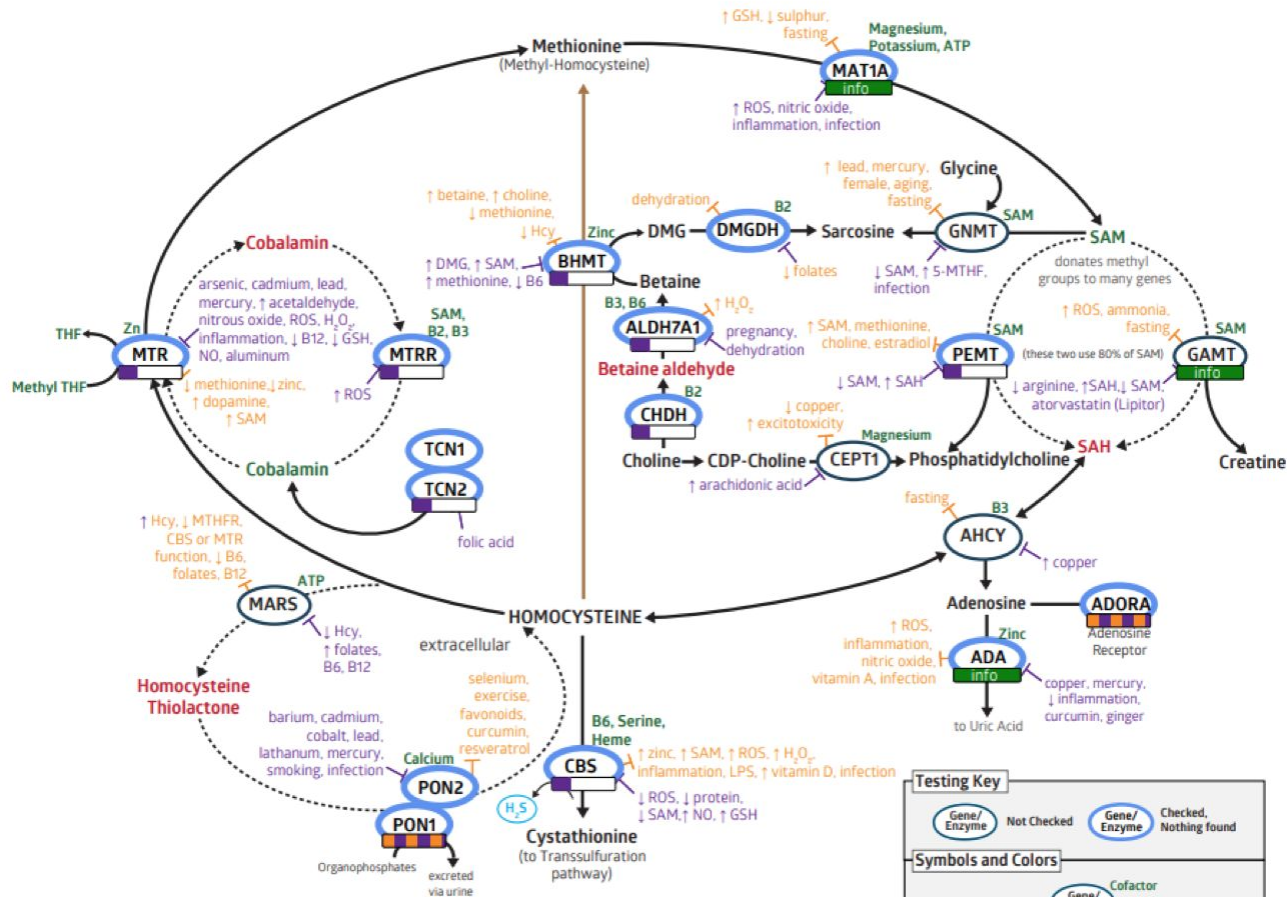 ↑ GSH, ↓ sulphur,
fasting
Magnesium,
Potassium, ATP
Methionine
(Methyl-Homocysteine)
MAT1A
info
↑ ROS, nitric oxide,
inflammation, infection
↑ betaine, ↑ choline,
↓ methionine,
↓ Hcy
Zinc
BHMT
↑ DMG, ↑ SAM,
↑ methionine, ↓ B6
dehydration
B2
DMG
DMGDH
Sarcosine
↓ folates
↑ lead, mercury,
female, aging,
fasting
Glycine
SAM
GNMT
SAM
↓ SAM, ↑ 5-MTHF,
infection
donates methyl
groups to many genes
Cobalamin
arsenic, cadmium, lead,
mercury, ↑ acetaldehyde,
nitrous oxide, ROS, H₂O₂,
inflammation, ↓ B12, ↓ GSH,
NO, aluminum
THF
Zn
MTR
Methyl THF
↓ methionine,↓ zinc,
↑ dopamine,
↑ SAM
SAM,
B2, B3
MTRR
↑ ROS
Cobalamin
TCN1
TCN2
folic acid
Betaine
B3, B6
↑ H₂O₂
ALDH7A1
pregnancy,
dehydration
Betaine aldehyde
B2
CHDH
Choline
CDP-Choline
↓ copper,
↑ excitotoxicity
Magnesium
CEPT1
↑ arachidonic acid
Phosphatidylcholine
↑ SAM, methionine,
choline, estradiol
SAM
PEMT
↓ SAM, ↑ SAH
(these two use 80% of SAM)
↑ ROS, ammonia,
fasting
SAM
GAMT
info
↓ arginine, ↑SAH,↓ SAM,
atorvastatin (Lipitor)
SAH
Creatine
fasting
B3
AHCY
↑ copper
Adenosine
ADORA
Adenosine
Receptor
↑ ROS,
inflammation,
nitric oxide,
vitamin A, infection
Zinc
ADA
info
copper, mercury,
↓ inflammation,
curcumin, ginger
to Uric Acid
↑ Hcy, ↓ MTHFR,
CBS or MTR
function, ↓ B6,
folates, B12
ATP
MARS
↓ Hcy,
↑ folates,
B6, B12
HOMOCYSTEINE
extracellular
Homocysteine
Thiolactone
selenium,
exercise,
favonoids,
curcumin,
resveratrol
barium, cadmium,
cobalt, lead,
lathanum, mercury,
smoking, infection
Calcium
PON2
PON1
Organophosphates
excreted
via urine
B6, Serine,
Heme
CBS
↑ zinc, ↑ SAM, ↑ ROS, ↑ H₂O₂,
inflammation, LPS, ↑ vitamin D, infection
↓ ROS, ↓ protein,
↓ SAM,↑ NO, ↑ GSH
H₂S
Cystathionine
(to Transsulfuration
pathway)
Testing Key
Gene/
Enzyme
Not Checked
Gene/
Enzyme
Checked,
Nothing found
Symbols and Colors
Cofactor
Gene/